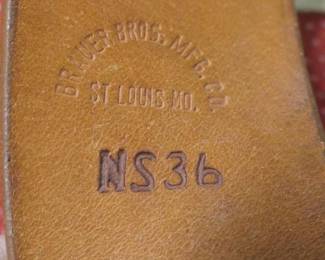 BRAUER BROS. MFG. CO.
ST LOUIS MO.
NS36